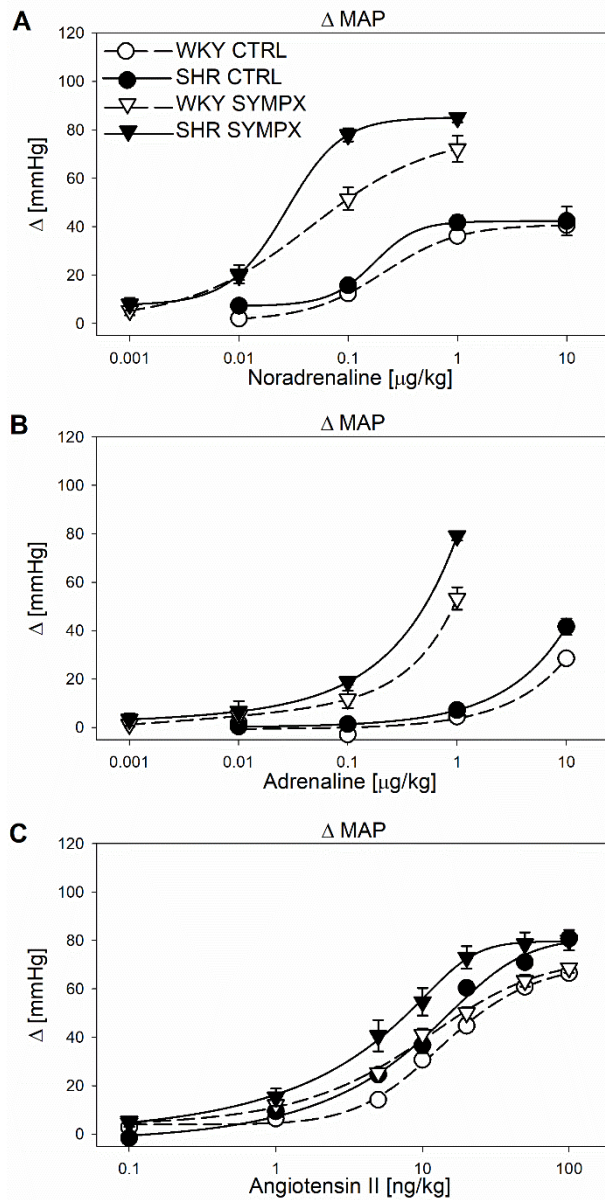 A
Δ MAP
120
100
80
60
40
20
0
Δ [mmHg]
WKY CTRL
SHR CTRL
WKY SYMPX
SHR SYMPX
0.001 0.01 0.1 1 10
Noradrenaline [μg/kg]
B
Δ MAP
120
100
80
60
40
20
0
Δ [mmHg]
0.001 0.01 0.1 1 10
Adrenaline [μg/kg]
C
Δ MAP
120
100
80
60
40
20
0
Δ [mmHg]
0.1 1 10 100
Angiotensin II [ng/kg]